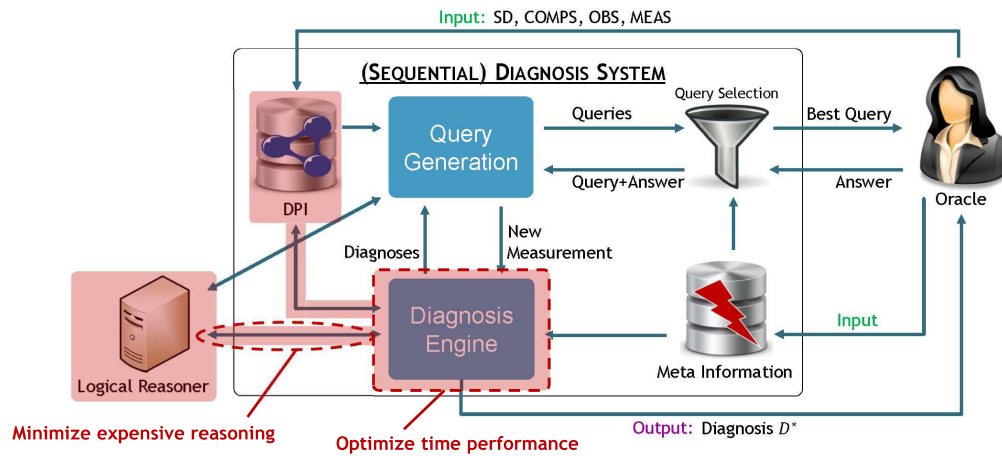 Input: SD, COMPS, OBS, MEAS
(SEQUENTIAL) DIAGNOSIS SYSTEM
Query Selection
Query
Generation
Queries
Best Query
Query+Answer
Answer
Oracle
DPI
Diagnoses
New
Measurement
Diagnosis
Engine
Input
Logical Reasoner
Meta Information
Minimize expensive reasoning
Optimize time performance
Output: Diagnosis D*